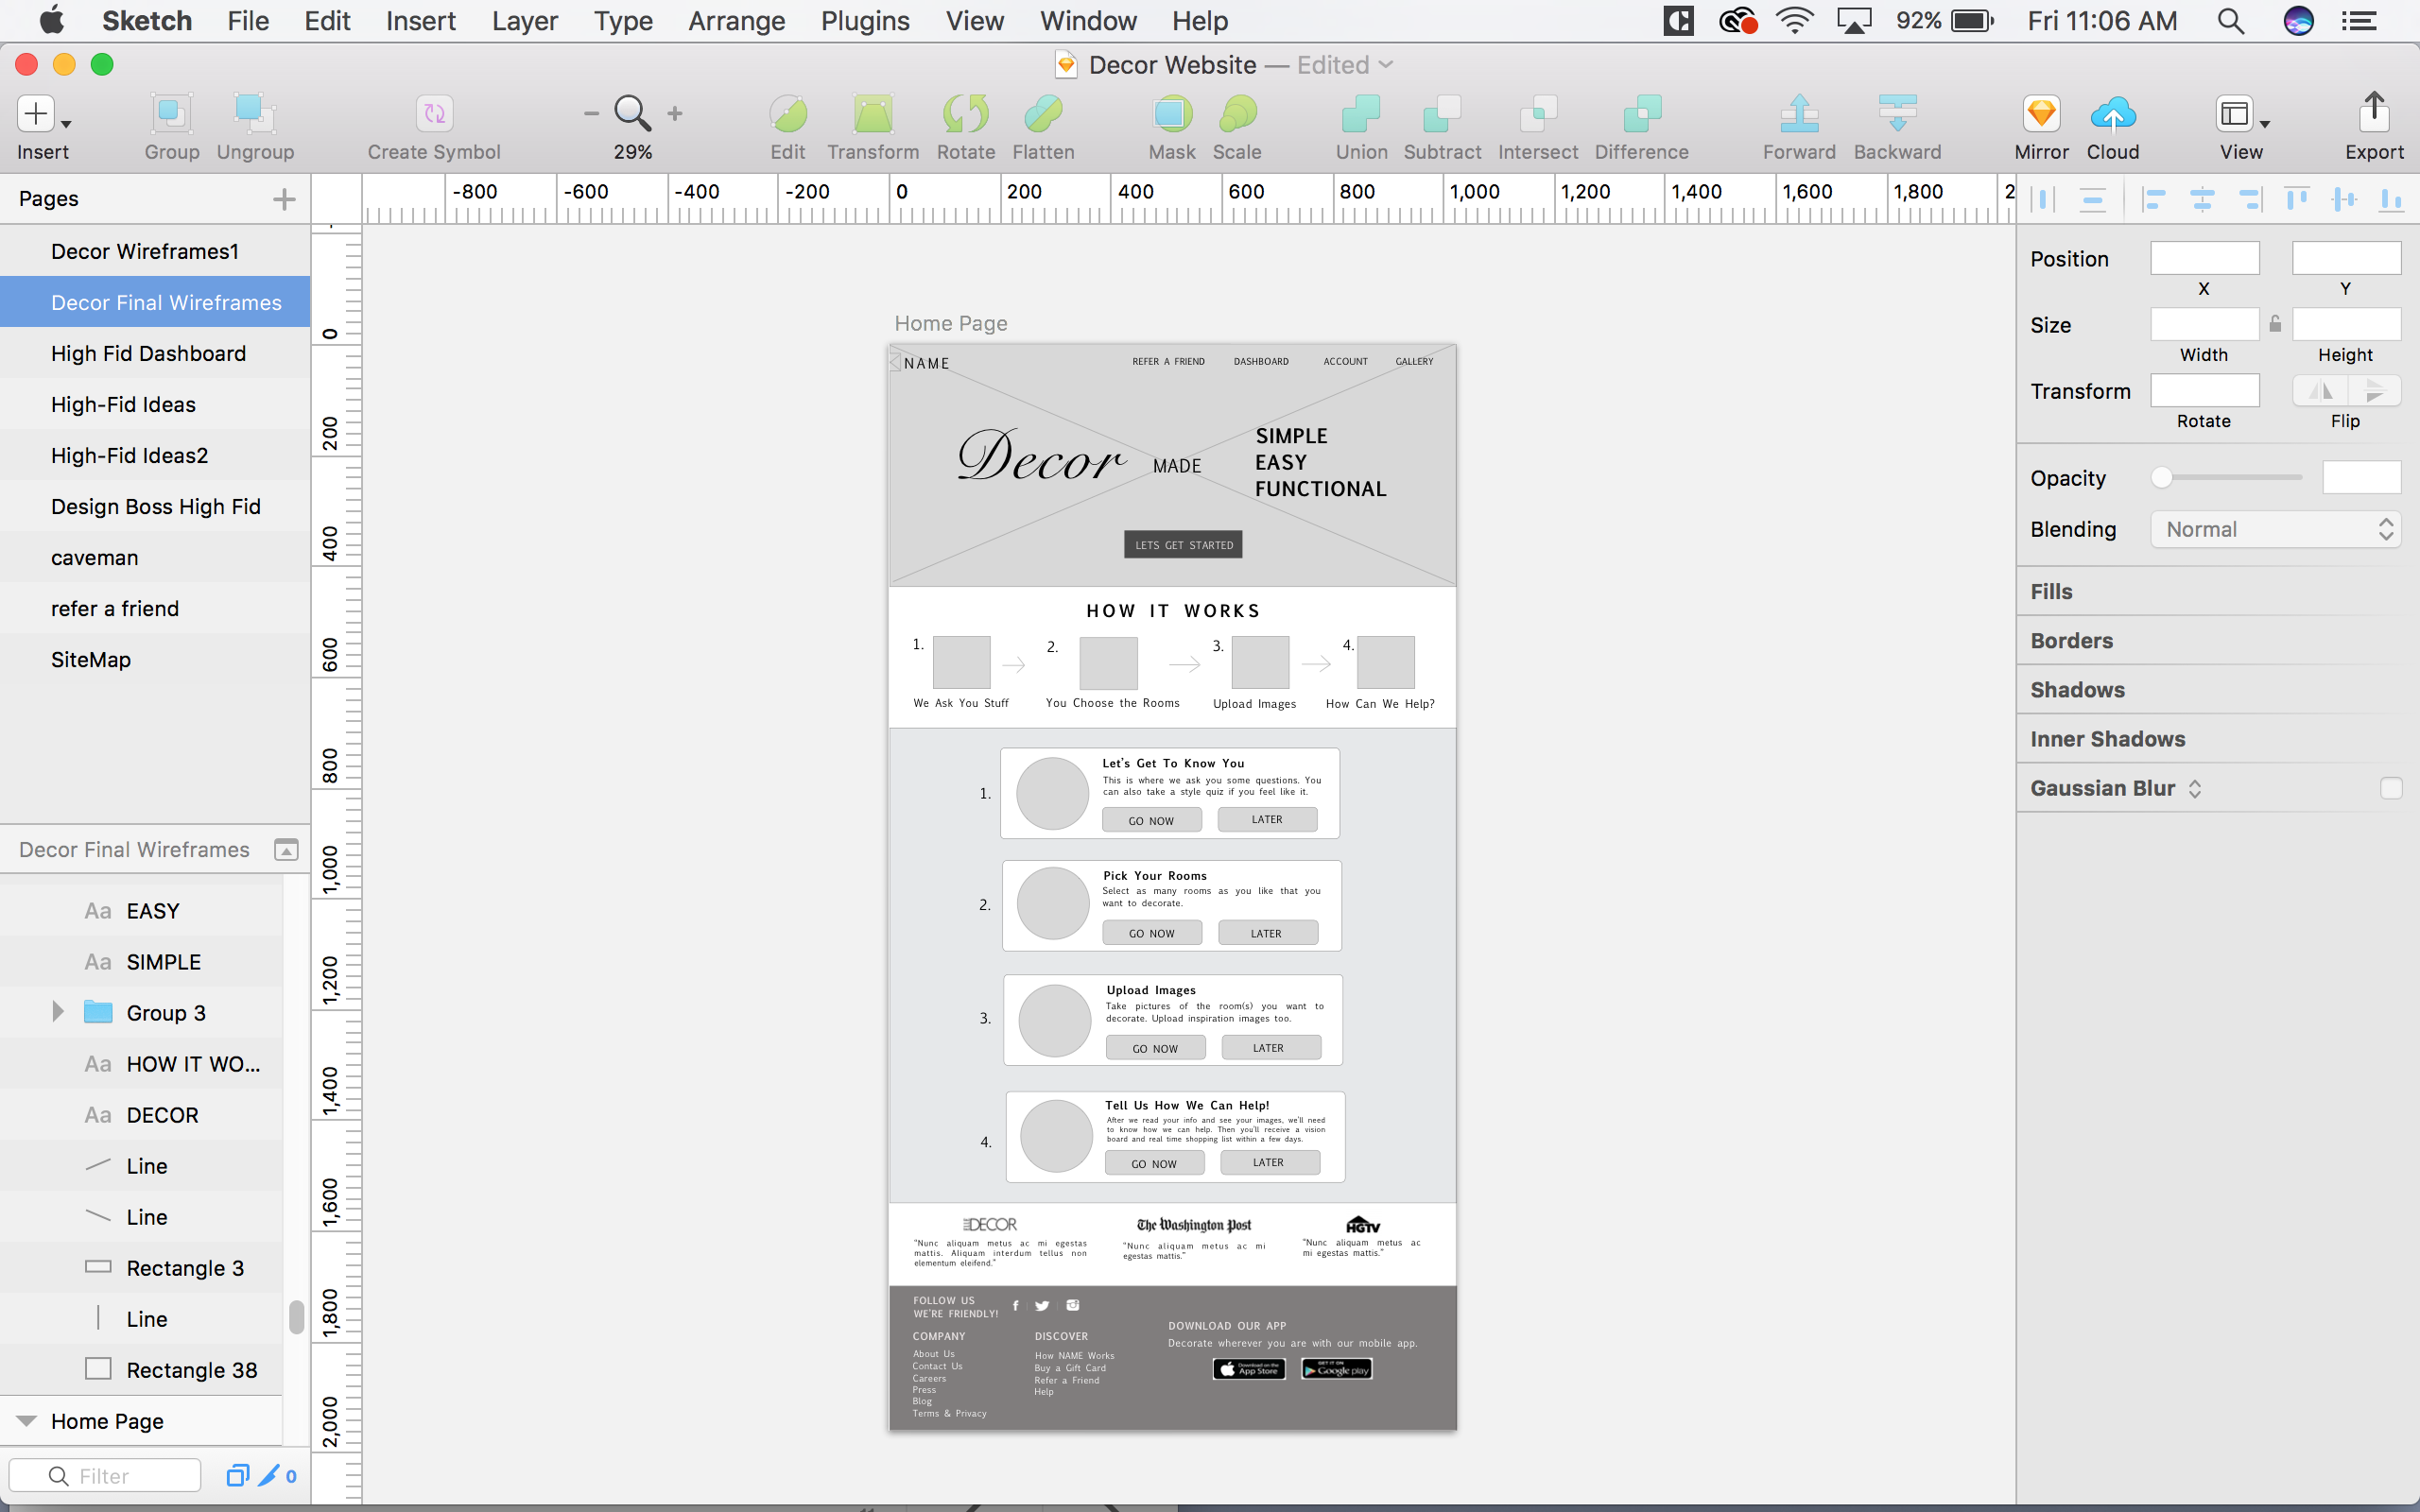 Sketch File Edit Insert Layer Type Arrange Plugins View Window Help 92% Fri 11:06 AM
Decor Website — Edited
Insert Group Ungroup Create Symbol 29% Edit Transform Rotate Flatten Mask Scale Union Subtract Intersect Difference Forward Backward Mirror Cloud View Export
Pages
-800 -600 -400 -200 0 200 400 600 800 1,000 1,200 1,400 1,600 1,800 2
Decor Wireframes1
Decor Final Wireframes
High Fid Dashboard
High-Fid Ideas
High-Fid Ideas2
Design Boss High Fid
caveman
refer a friend
SiteMap
Decor Final Wireframes
Aa EASY
Aa SIMPLE
Group 3
Aa HOW IT WO...
Aa DECOR
Line
Line
Rectangle 3
Line
Rectangle 38
Home Page
Filter
0
0
200
400
600
800
1,000
1,200
1,400
1,600
1,800
2,000
Home Page
NAME REFER A FRIEND DASHBOARD ACCOUNT GALLERY
Decor MADE
SIMPLE
EASY
FUNCTIONAL
LETS GET STARTED
HOW IT WORKS
1. 2. 3. 4.
We Ask You Stuff You Choose the Rooms Upload Images How Can We Help?
1.
Let's Get To Know You
This is where we ask you some questions. You
can also take a style quiz if you feel like it.
GO NOW LATER
2.
Pick Your Rooms
Select as many rooms as you like that you
want to decorate.
GO NOW LATER
3.
Upload Images
Take pictures of the room(s) you want to
decorate. Upload inspiration images too.
GO NOW LATER
4.
Tell Us How We Can Help!
After we read your info and see your images, we'll need
to know how we can help. Then you'll receive a vision
board and real time shopping list within a few days.
GO NOW LATER
DECOR
"Nunc aliquam metus ac mi egestas
mattis. Aliquam interdum tellus non
elementum eleifend."
The Washington Post
"Nunc aliquam metus ac mi
egestas mattis."
HGTV
"Nunc aliquam metus ac
mi egestas mattis."
FOLLOW US
WE'RE FRIENDLY!
COMPANY
About Us
Contact Us
Careers
Press
Blog
Terms & Privacy
DISCOVER
How NAME Works
Buy a Gift Card
Refer a Friend
Help
DOWNLOAD OUR APP
Decorate wherever you are with our mobile app.
Download on the
App Store
GET IT ON
Google play
Position
X Y
Size
Width Height
Transform
Rotate Flip
Opacity
Blending Normal
Fills
Borders
Shadows
Inner Shadows
Gaussian Blur